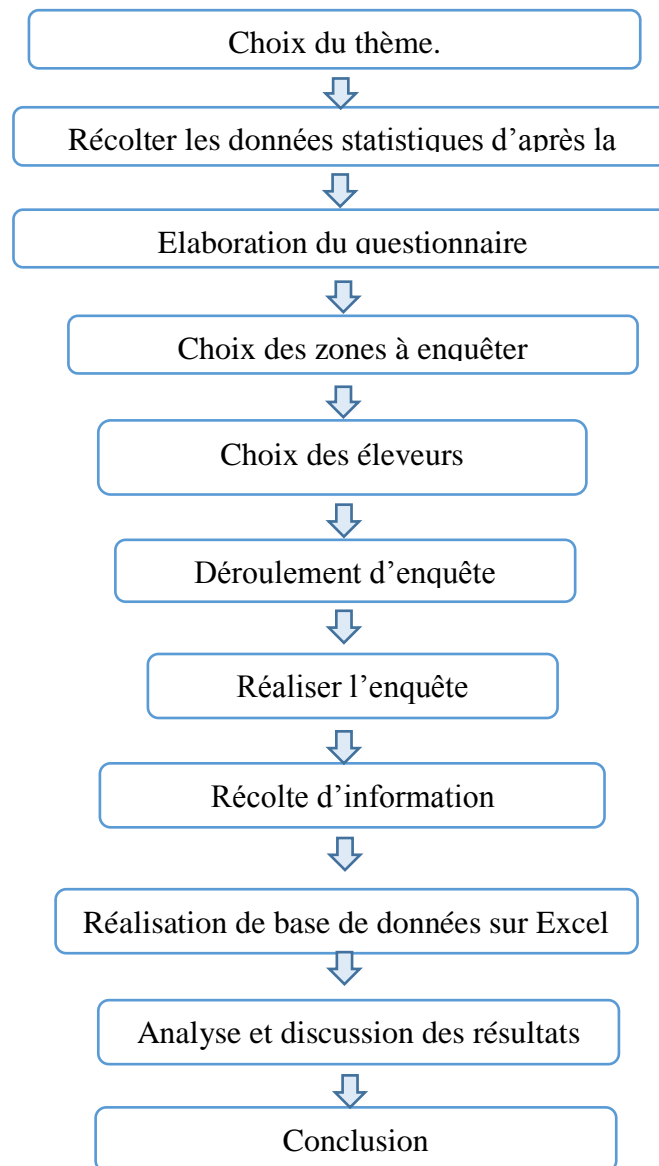 Choix du thème.
Récolter les données statistiques d’après la
Elaboration du questionnaire
Choix des zones à enquêter
Choix des éleveurs
Déroulement d’enquête
Réaliser l’enquête
Récolte d’information
Réalisation de base de données sur Excel
Analyse et discussion des résultats
Conclusion